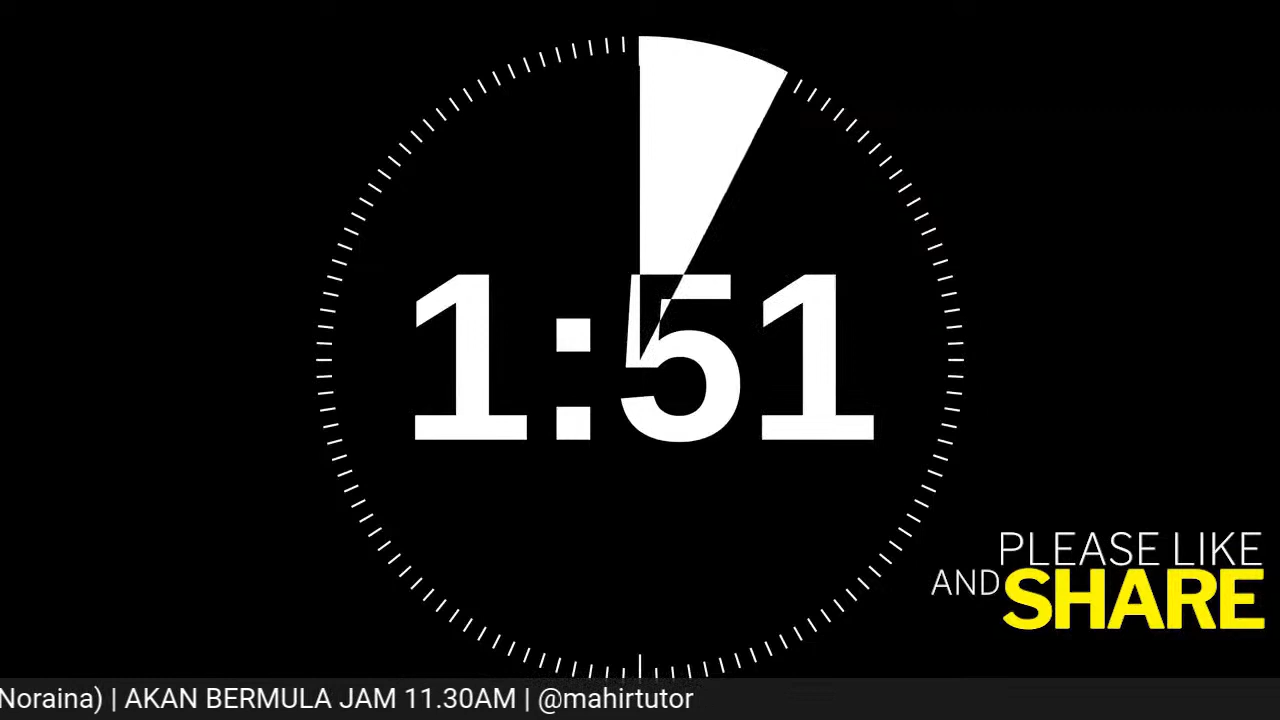 1:51
PLEASE LIKE
AND SHARE
Noraina) | AKAN BERMULA JAM 11.30AM | @mahirtutor